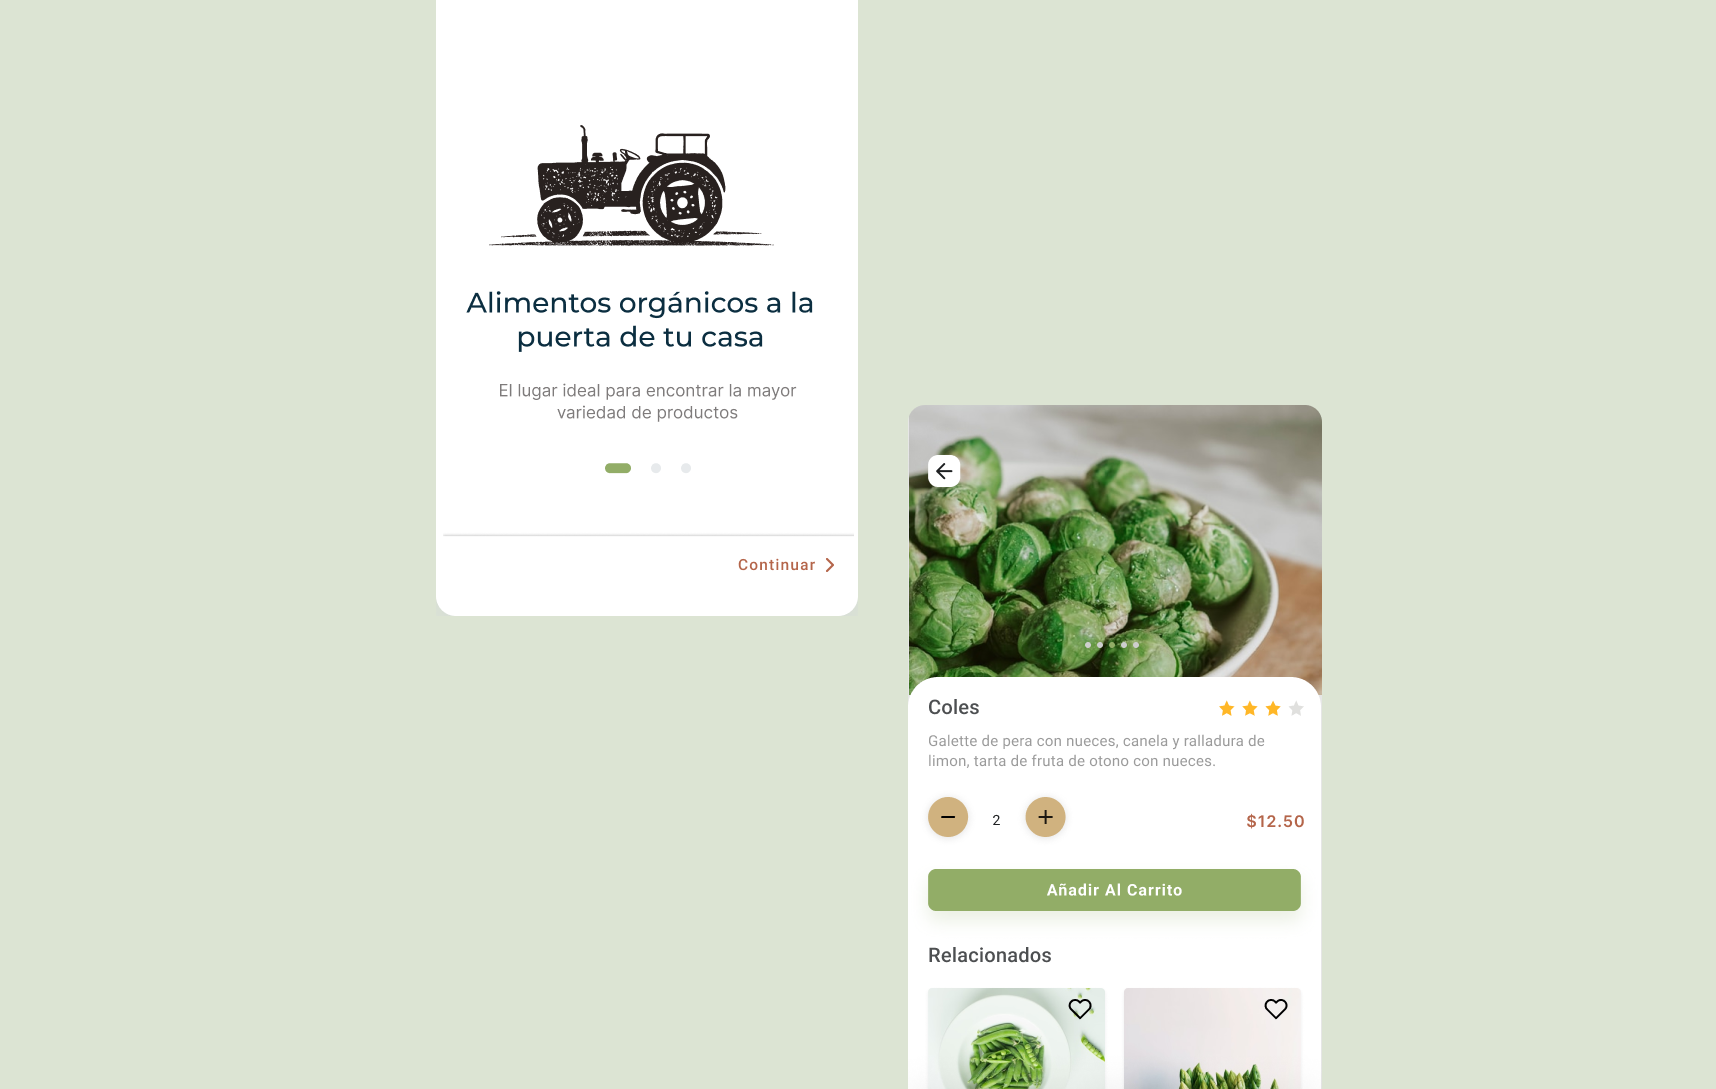 Alimentos orgánicos a la
puerta de tu casa
El lugar ideal para encontrar la mayor
variedad de productos
Continuar
Coles
Galette de pera con nueces, canela y ralladura de
limon, tarta de fruta de otono con nueces.
2
$12.50
Añadir Al Carrito
Relacionados